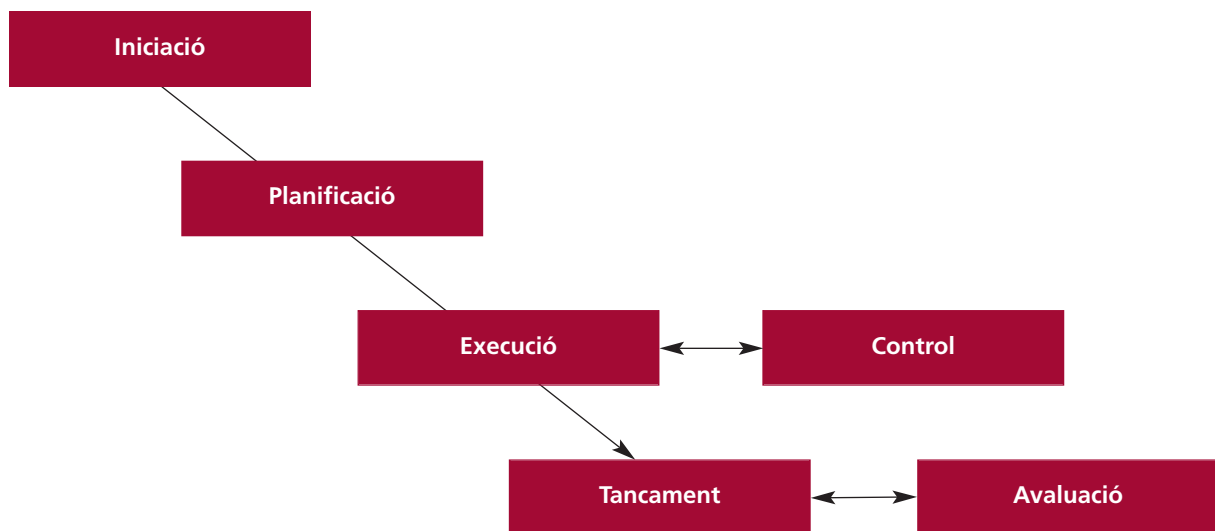 Iniciació
Planificació
Execució
Control
Tancament
Avaluació